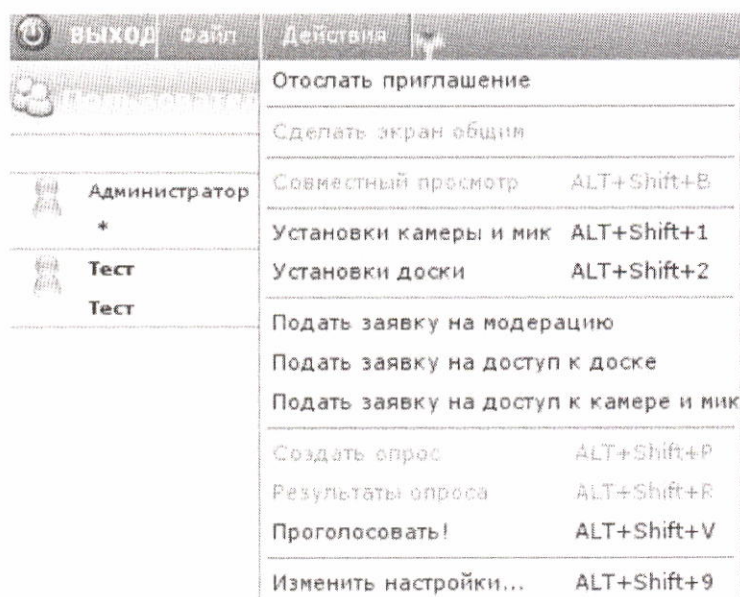 ВЫХОД Файл Действия
Пользовател
Администратор
*
Тест
Тест
Отослать приглашение
Сделать экран общим
Совместный просмотр ALT+Shift+B
Установки камеры и мик ALT+Shift+1
Установки доски ALT+Shift+2
Подать заявку на модерацию
Подать заявку на доступ к доске
Подать заявку на доступ к камере и мик
Создать опрос ALT+Shift+P
Результаты опроса ALT+Shift+R
Проголосовать! ALT+Shift+V
Изменить настройки... ALT+Shift+9